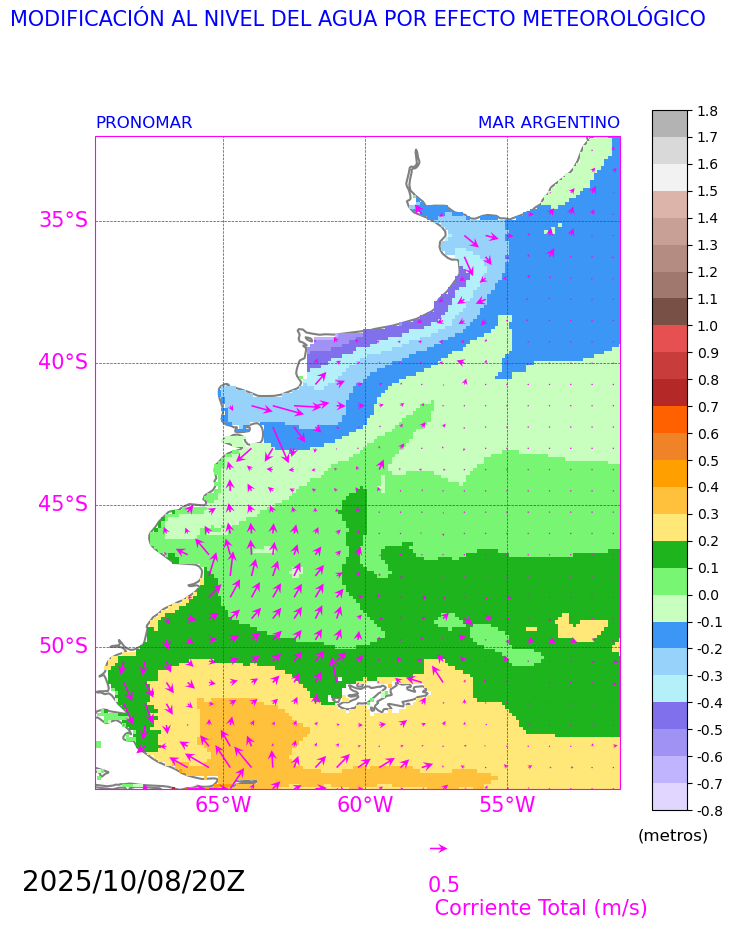 MODIFICACIÓN AL NIVEL DEL AGUA POR EFECTO METEOROLÓGICO
PRONOMAR MAR ARGENTINO
1.8
1.7
1.6
1.5
1.4
1.3
1.2
1.1
1.0
0.9
0.8
0.7
0.6
0.5
0.4
0.3
0.2
0.1
0.0
-0.1
-0.2
-0.3
-0.4
-0.5
-0.6
-0.7
-0.8
(metros)
35°S
40°S
45°S
50°S
65°W 60°W 55°W
2025/10/08/20Z
0.5
Corriente Total (m/s)